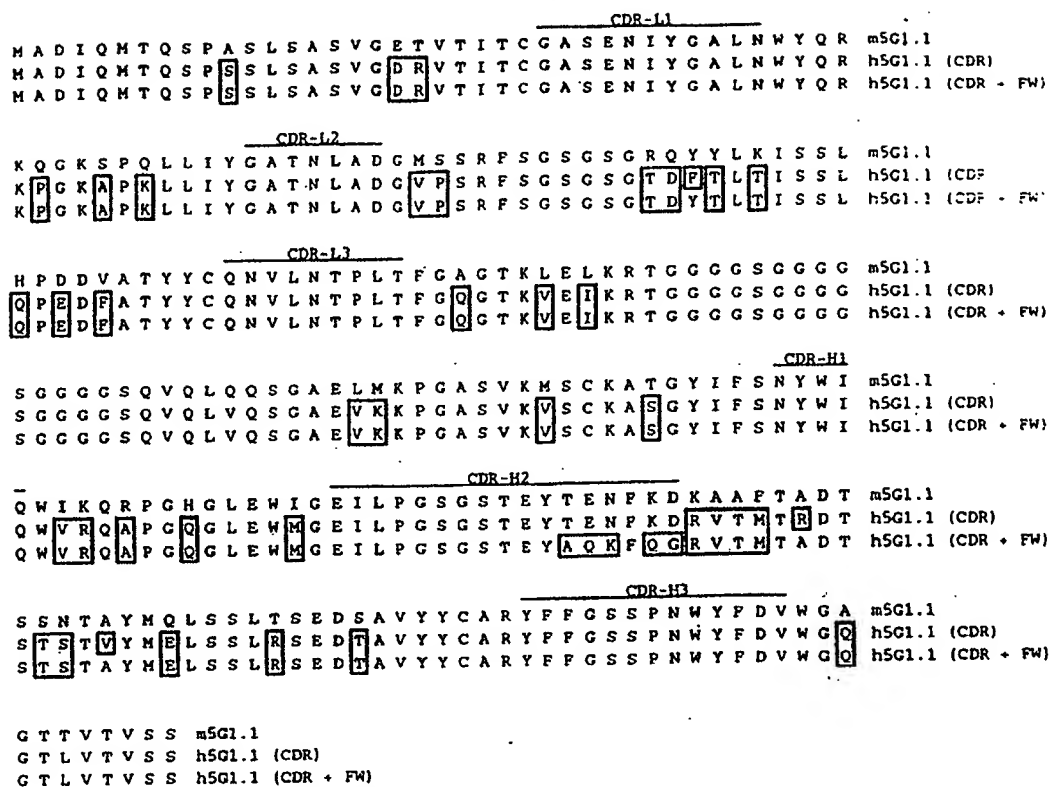 CDR-L1
M A D I Q M T Q S P A S L S A S V G E T V T I T C G A S E N I Y G A L N W Y Q R m5G1.1
M A D I Q M T Q S P S S L S A S V G D R V T I T C G A S E N I Y G A L N W Y Q R h5G1.1 (CDR)
M A D I Q M T Q S P S S L S A S V G D R V T I T C G A S E N I Y G A L N W Y Q R h5G1.1 (CDR + FW)
CDR-L2
K Q G K S P Q L L I Y G A T N L A D G M S S R F S G S G S G R Q Y Y L K I S S L m5G1.1
K P G K A P K L L I Y G A T N L A D G V P S R F S G S G S G T D F T L T I S S L h5G1.1 (CDF
K P G K A P K L L I Y G A T N L A D G V P S R F S G S G S G T D Y T L T I S S L h5G1.1 (CDF - FW
CDR-L3
H P D D V A T Y Y C Q N V L N T P L T F G A G T K L E L K R T G G G G S G G G G m5G1.1
Q P E D F A T Y Y C Q N V L N T P L T F G Q G T K V E I K R T G G G G S G G G G h5G1.1 (CDR)
Q P E D F A T Y Y C Q N V L N T P L T F G Q G T K V E I K R T G G G G S G G G G h5G1.1 (CDR + FW)
CDR-H1
S G G G G S Q V Q L Q Q S G A E L M K P G A S V K M S C K A T G Y I F S N Y W I m5G1.1
S G G G G S Q V Q L V Q S G A E V K K P G A S V K V S C K A S G Y I F S N Y W I h5G1.1 (CDR)
S G G G G S Q V Q L V Q S G A E V K K P G A S V K V S C K A S G Y I F S N Y W I h5G1.1 (CDR + FW)
CDR-H2
Q W I K Q R P G H G L E W I G E I L P G S G S T E Y T E N F K D K A A F T A D T m5G1.1
Q W V R Q A P G Q G L E W M G E I L P G S G S T E Y T E N F K D R V T M T R D T h5G1.1 (CDR)
Q W V R Q A P G Q G L E W M G E I L P G S G S T E Y A Q K F Q G R V T M T A D T h5G1.1 (CDR + FW)
CDR-H3
S S N T A Y M Q L S S L T S E D S A V Y Y C A R Y F F G S S P N W Y F D V W G A m5G1.1
S T S T V Y M E L S S L R S E D T A V Y Y C A R Y F F G S S P N W Y F D V W G Q h5G1.1 (CDR)
S T S T A Y M E L S S L R S E D T A V Y Y C A R Y F F G S S P N W Y F D V W G Q h5G1.1 (CDR + FW)
G T T V T V S S m5G1.1
G T L V T V S S h5G1.1 (CDR)
G T L V T V S S h5G1.1 (CDR + FW)